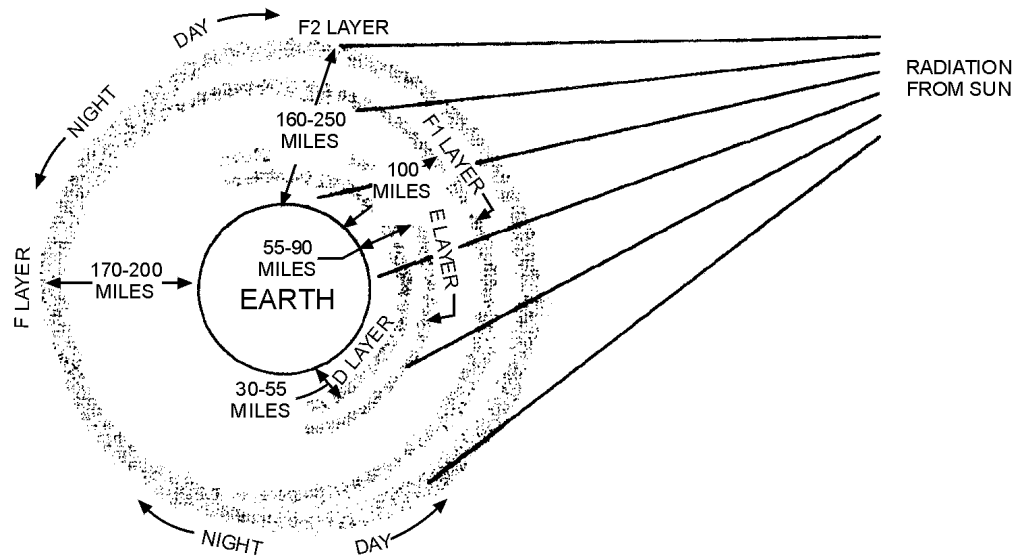 DAY
F2 LAYER
RADIATION
FROM SUN
NIGHT
160-250
MILES
F1 LAYER
100
MILES
E LAYER
55-90
MILES
F LAYER
170-200
MILES
EARTH
D LAYER
30-55
MILES
NIGHT
DAY